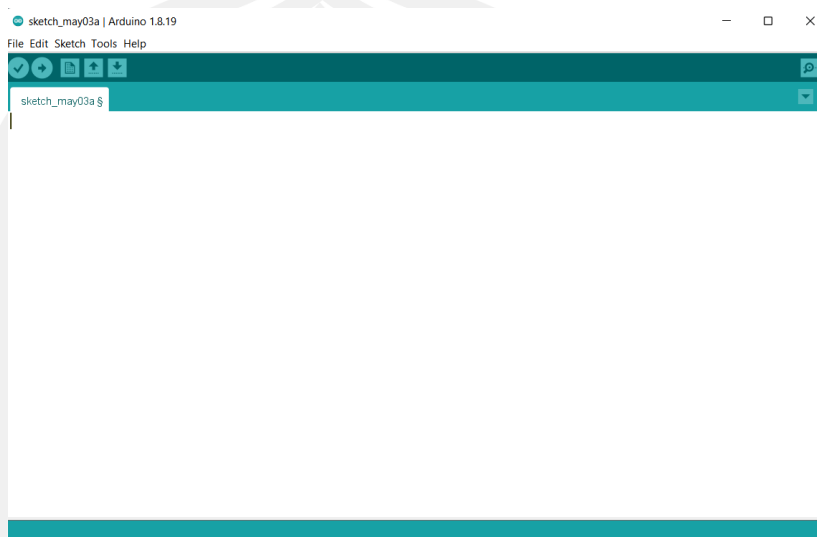 sketch_may03a | Arduino 1.8.19
File Edit Sketch Tools Help
sketch_may03a §